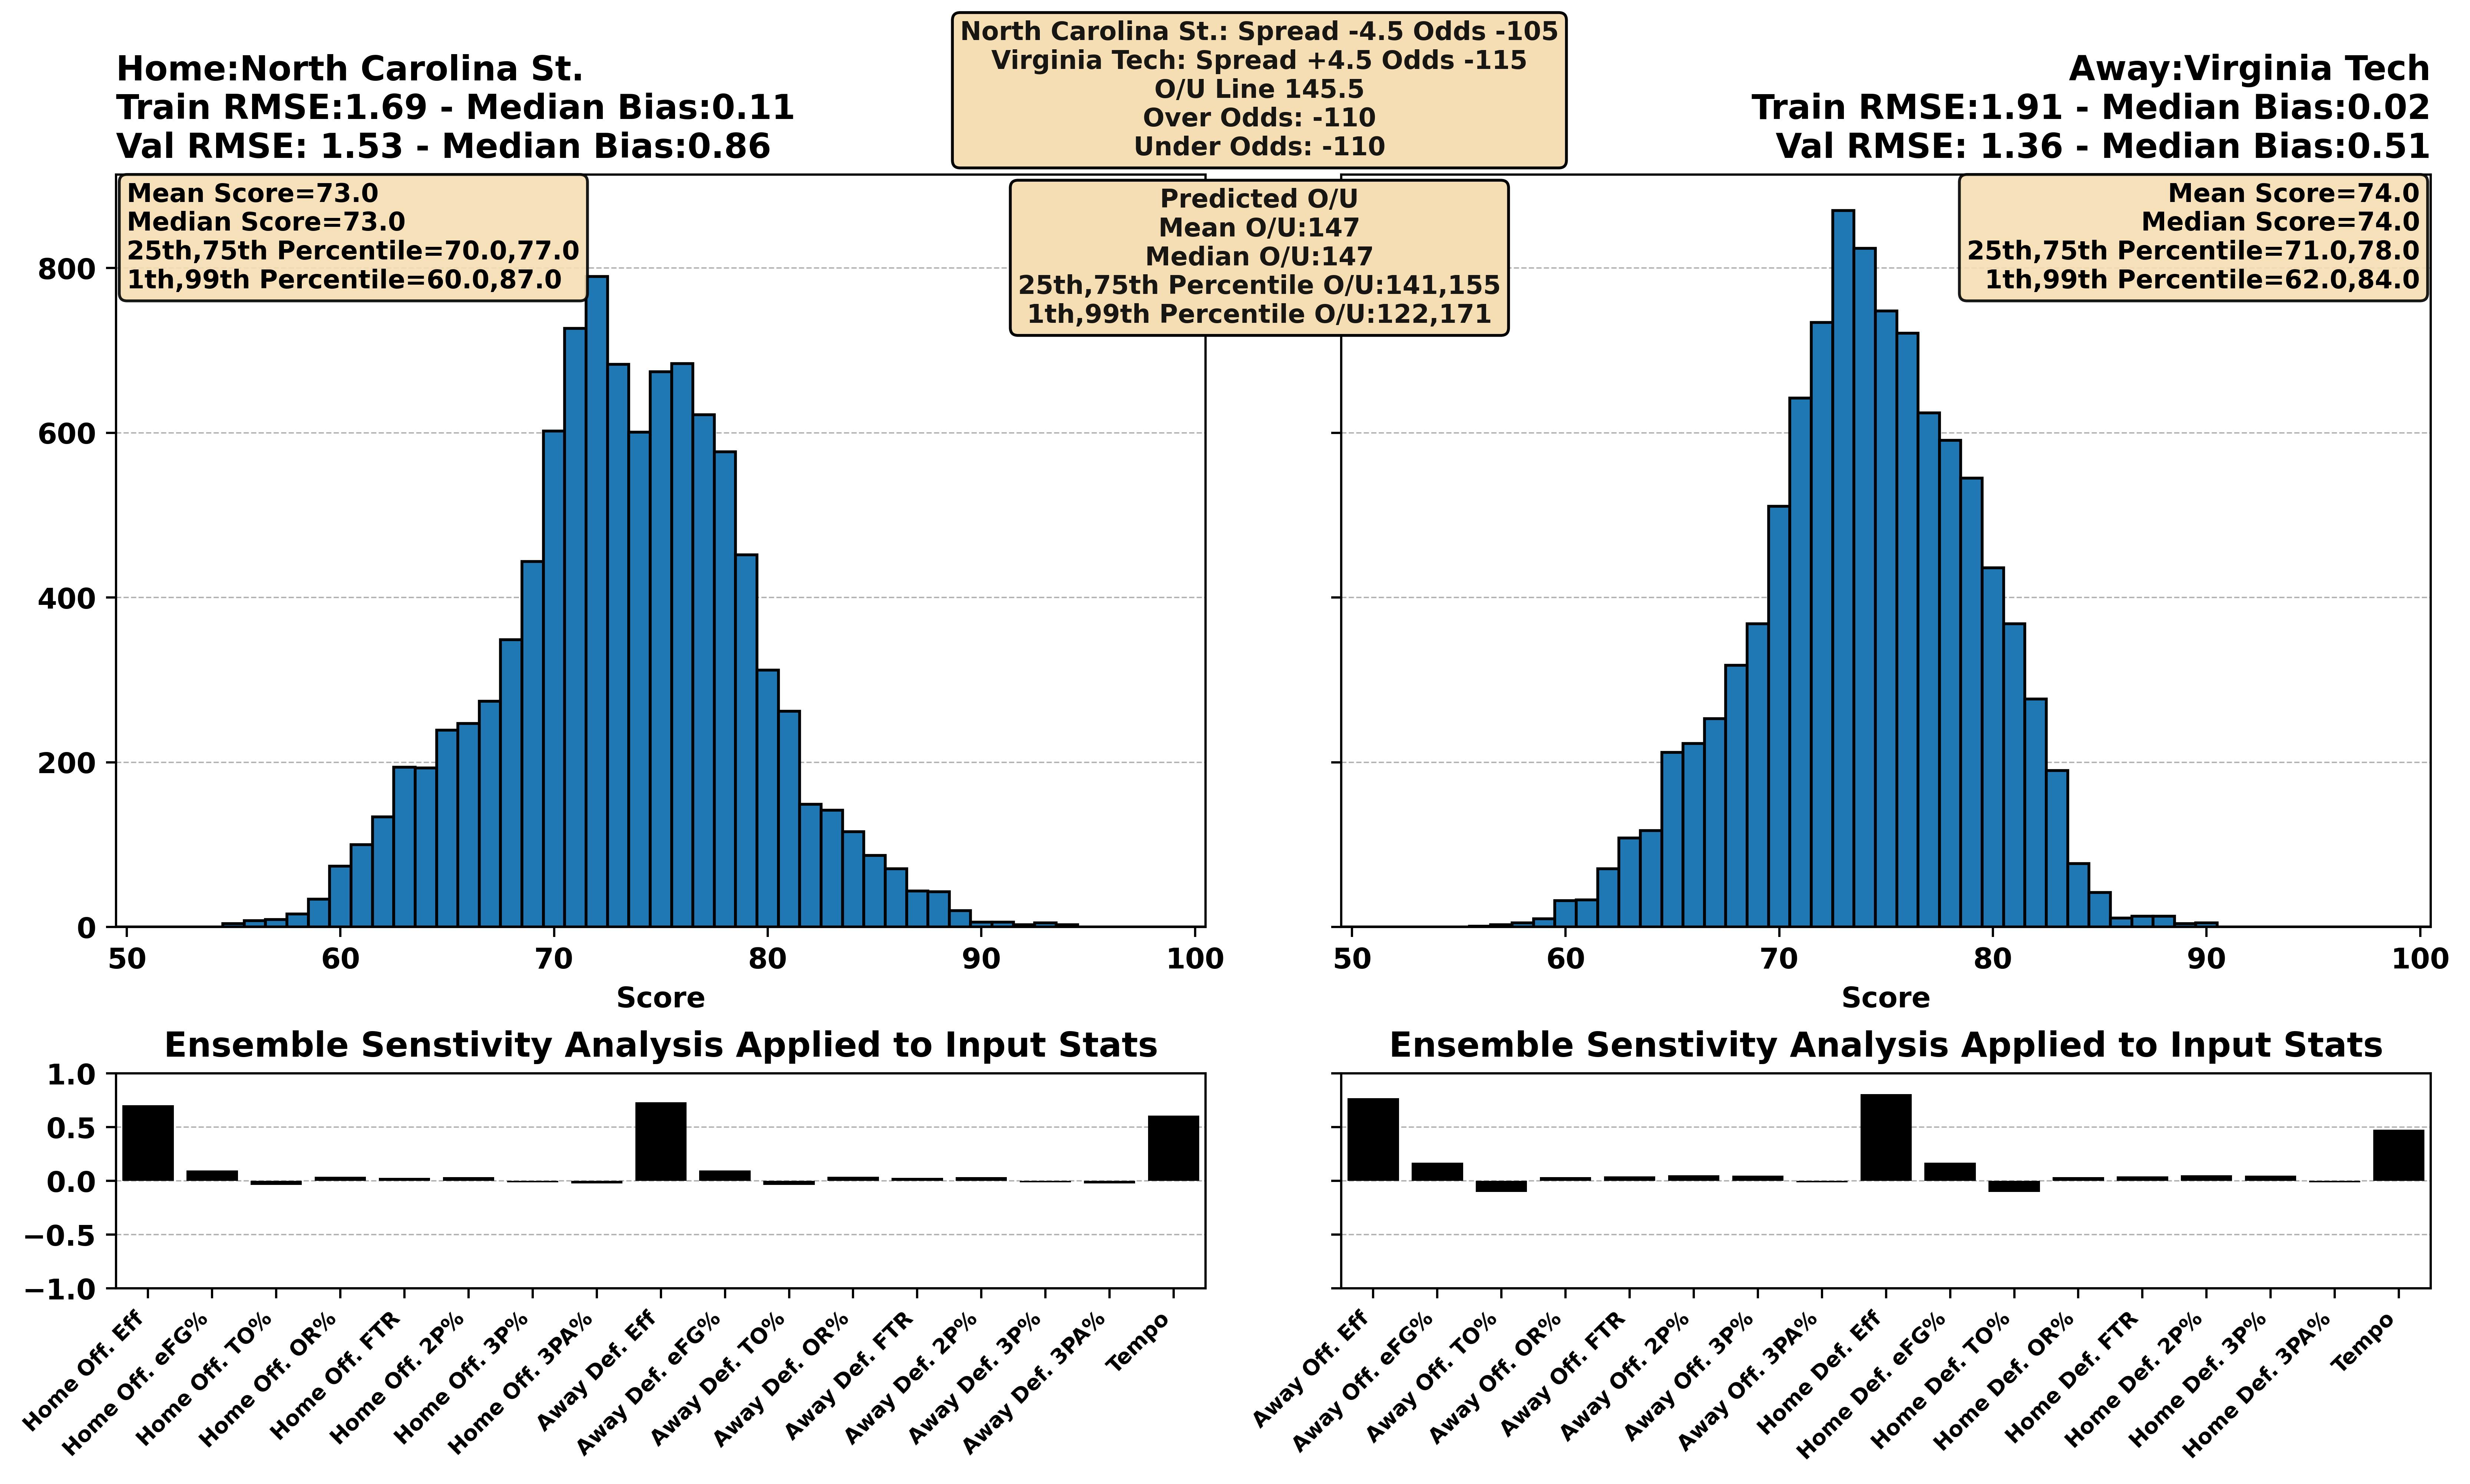 North Carolina St.: Spread -4.5 Odds -105
Virginia Tech: Spread +4.5 Odds -115
O/U Line 145.5
Over Odds: -110
Under Odds: -110
Home:North Carolina St.
Train RMSE:1.69 - Median Bias:0.11
Val RMSE: 1.53 - Median Bias:0.86
Away:Virginia Tech
Train RMSE:1.91 - Median Bias:0.02
Val RMSE: 1.36 - Median Bias:0.51
Mean Score=73.0
Median Score=73.0
25th,75th Percentile=70.0,77.0
1th,99th Percentile=60.0,87.0
Predicted O/U
Mean O/U:147
Median O/U:147
25th,75th Percentile O/U:141,155
1th,99th Percentile O/U:122,171
Mean Score=74.0
Median Score=74.0
25th,75th Percentile=71.0,78.0
1th,99th Percentile=62.0,84.0
800
600
400
200
0
50 60 70 80 90 100
Score
50 60 70 80 90 100
Score
Ensemble Senstivity Analysis Applied to Input Stats
1.0
0.5
0.0
−0.5
−1.0
Home Off. Eff
Home Off. eFG%
Home Off. TO%
Home Off. OR%
Home Off. FTR
Home Off. 2P%
Home Off. 3P%
Home Off. 3PA%
Away Def. Eff
Away Def. eFG%
Away Def. TO%
Away Def. OR%
Away Def. FTR
Away Def. 2P%
Away Def. 3P%
Away Def. 3PA%
Tempo
Ensemble Senstivity Analysis Applied to Input Stats
Away Off. Eff
Away Off. eFG%
Away Off. TO%
Away Off. OR%
Away Off. FTR
Away Off. 2P%
Away Off. 3P%
Away Off. 3PA%
Home Def. Eff
Home Def. eFG%
Home Def. TO%
Home Def. OR%
Home Def. FTR
Home Def. 2P%
Home Def. 3P%
Home Def. 3PA%
Tempo